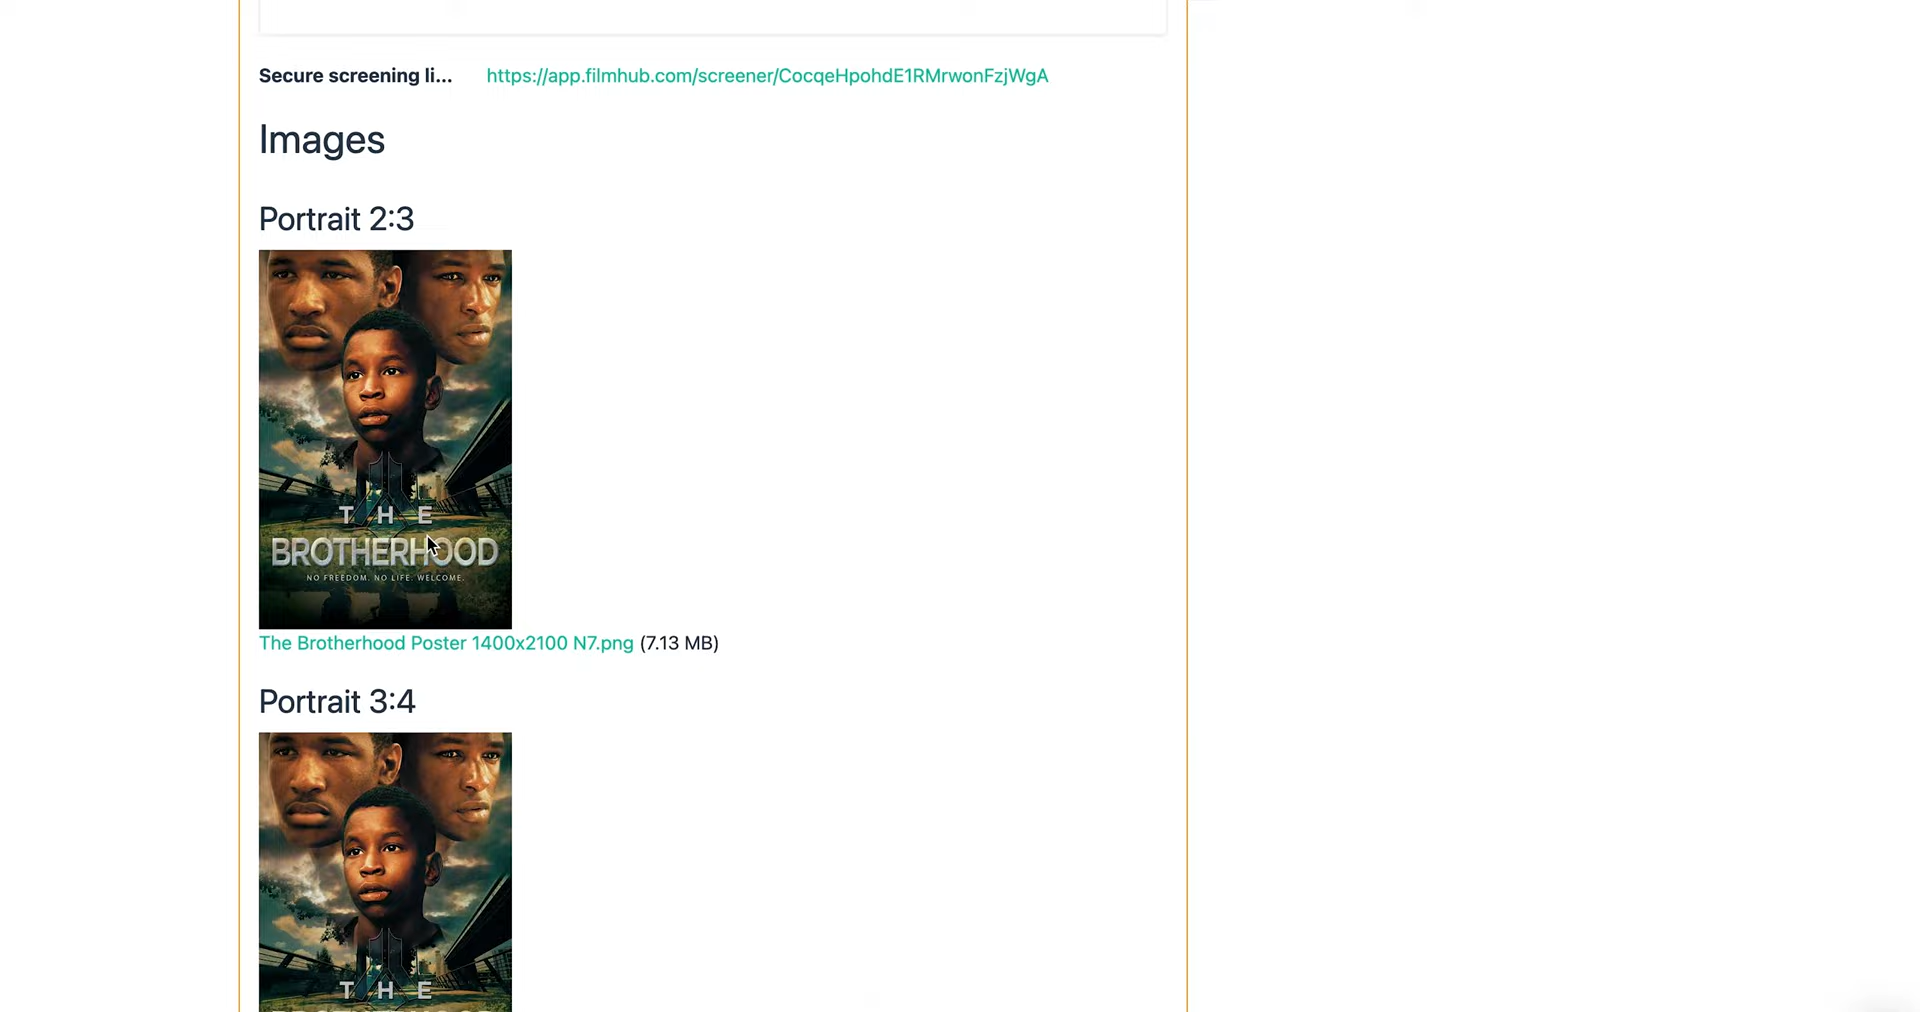 Secure screening li... https://app.filmhub.com/screener/CocqeHpohdE1RMrwonFzjWgA
Images
Portrait 2:3
THE
BROTHERHOOD
NO FREEDOM. NO LIFE. WELCOME.
The Brotherhood Poster 1400x2100 N7.png (7.13 MB)
Portrait 3:4
THE